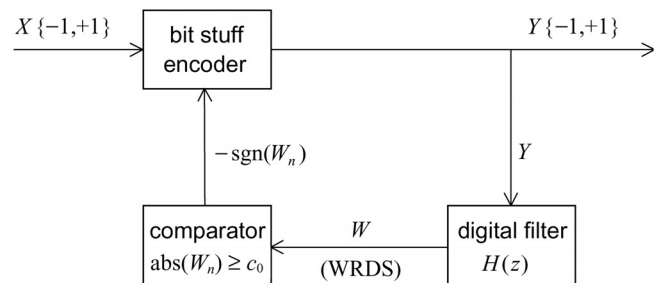 X{−1,+1}
bit stuff
encoder
Y{−1,+1}
−sgn(Wₙ)
Y
comparator
abs(Wₙ) ≥ c₀
W
(WRDS)
digital filter
H(z)